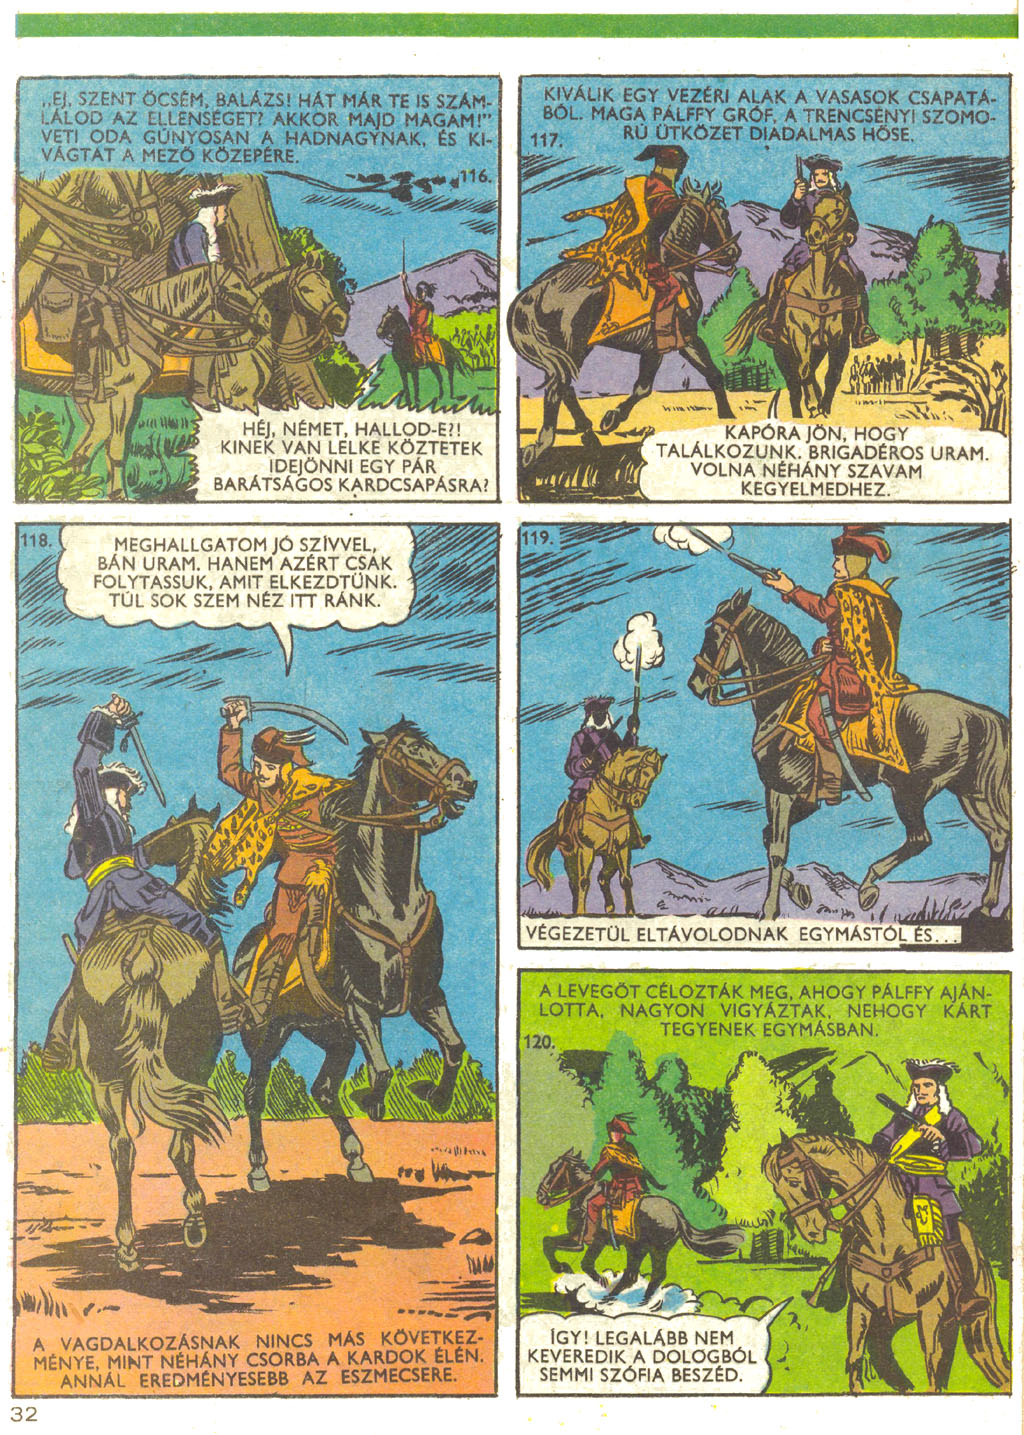 „EJ, SZENT ÖCSÉM, BALÁZS! HÁT MÁR TE IS SZÁM-
LÁLOD AZ ELLENSÉGET? AKKOR MAJD MAGAM!"
VETI ODA GÚNYOSAN A HADNAGYNAK, ÉS KI-
VÁGTAT A MEZŐ KÖZEPÉRE.
116.
HÉJ, NÉMET, HALLOD-E?!
KINEK VAN LELKE KÖZTETEK
IDEJÖNNI EGY PÁR
BARÁTSÁGOS KARDCSAPÁSRA?
KIVÁLIK EGY VEZÉRI ALAK A VASASOK CSAPATÁ-
BÓL. MAGA PÁLFFY GRÓF, A TRENCSÉNYI SZOMO-
RÚ ÜTKÖZET DIADALMAS HŐSE.
117.
KAPÓRA JÖN, HOGY
TALÁLKOZUNK. BRIGADÉROS URAM.
VOLNA NÉHÁNY SZAVAM
KEGYELMEDHEZ.
118.
MEGHALLGATOM JÓ SZÍVVEL,
BÁN URAM. HANEM AZÉRT CSAK
FOLYTASSUK, AMIT ELKEZDTÜNK.
TÚL SOK SZEM NÉZ ITT RÁNK.
A VAGDALKOZÁSNAK NINCS MÁS KÖVETKEZ-
MÉNYE, MINT NÉHÁNY CSORBA A KARDOK ÉLÉN.
ANNÁL EREDMÉNYESEBB AZ ESZMECSERE.
119.
VÉGEZETÜL ELTÁVOLODNAK EGYMÁSTÓL ÉS...
A LEVEGŐT CÉLOZTÁK MEG, AHOGY PÁLFFY AJÁN-
LOTTA, NAGYON VIGYÁZTAK, NEHOGY KÁRT
TEGYENEK EGYMÁSBAN.
120.
ÍGY! LEGALÁBB NEM
KEVEREDIK A DOLOGBÓL
SEMMI SZÓFIA BESZÉD.
32